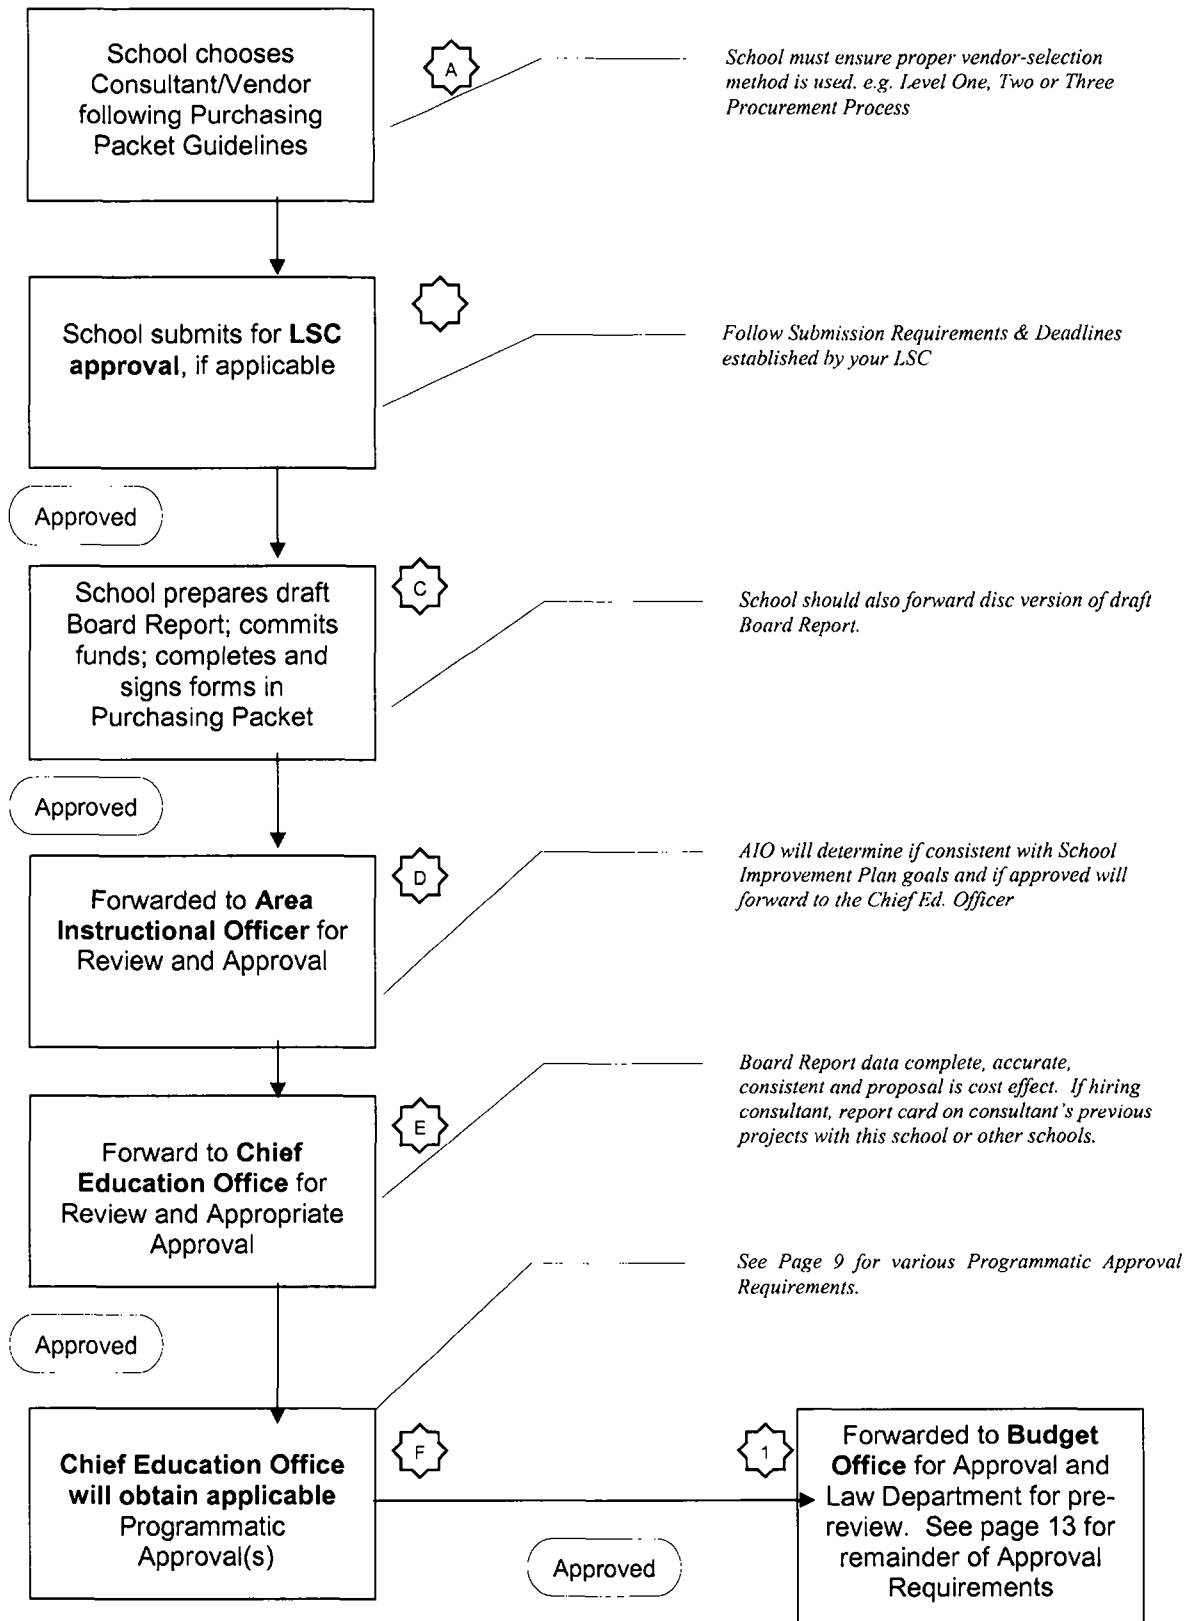 School chooses
Consultant/Vendor
following Purchasing
Packet Guidelines
A
School must ensure proper vendor-selection
method is used. e.g. Level One, Two or Three
Procurement Process
School submits for LSC
approval, if applicable
Follow Submission Requirements & Deadlines
established by your LSC
Approved
School prepares draft
Board Report; commits
funds; completes and
signs forms in
Purchasing Packet
C
School should also forward disc version of draft
Board Report.
Approved
Forwarded to Area
Instructional Officer for
Review and Approval
D
AIO will determine if consistent with School
Improvement Plan goals and if approved will
forward to the Chief Ed. Officer
Forward to Chief
Education Office for
Review and Appropriate
Approval
E
Board Report data complete, accurate,
consistent and proposal is cost effect. If hiring
consultant, report card on consultant's previous
projects with this school or other schools.
See Page 9 for various Programmatic Approval
Requirements.
Approved
Chief Education Office
will obtain applicable
Programmatic
Approval(s)
F
Approved
1
Forwarded to Budget
Office for Approval and
Law Department for pre-
review. See page 13 for
remainder of Approval
Requirements